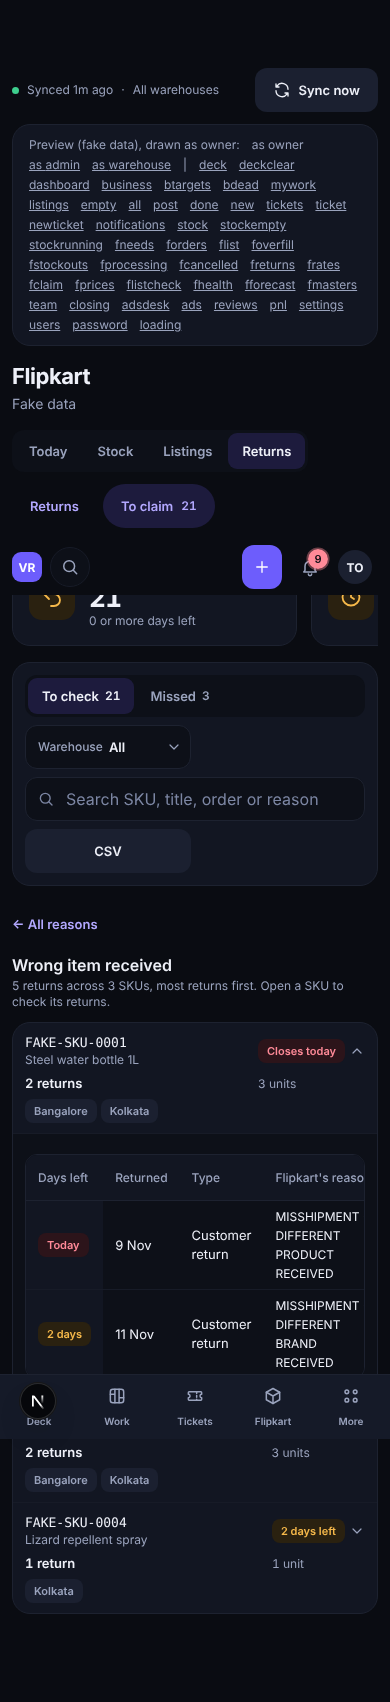 Synced 1m ago · All warehouses
Sync now
Preview (fake data), drawn as owner: as owner
as admin as warehouse | deck deckclear
dashboard business btargets bdead mywork
listings empty all post done new tickets ticket
newticket notifications stock stockempty
stockrunning fneeds forders flist foverfill
fstockouts fprocessing fcancelled freturns frates
fclaim fprices flistcheck fhealth fforecast fmasters
team closing adsdesk ads reviews pnl settings
users password loading
Flipkart
Fake data
Today Stock Listings Returns
Returns To claim 21
VR 9 TO
21
0 or more days left
To check 21 Missed 3
Warehouse All
Search SKU, title, order or reason
CSV
← All reasons
Wrong item received
5 returns across 3 SKUs, most returns first. Open a SKU to
check its returns.
FAKE-SKU-0001
Steel water bottle 1L
Closes today
2 returns 3 units
Bangalore Kolkata
Days left Returned Type Flipkart's reaso
Today 9 Nov Customer return MISSHIPMENT
DIFFERENT
PRODUCT
RECEIVED
2 days 11 Nov Customer return MISSHIPMENT
DIFFERENT
BRAND
RECEIVED
N
Deck Work Tickets Flipkart More
2 returns 3 units
Bangalore Kolkata
FAKE-SKU-0004
Lizard repellent spray
2 days left
1 return 1 unit
Kolkata